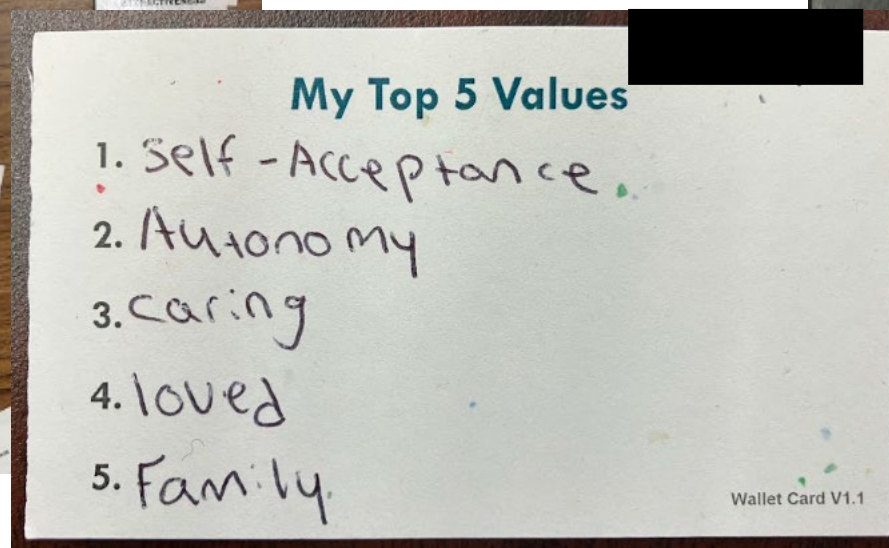 My Top 5 Values
1. Self-Acceptance.
2. Autonomy
3. Caring
4. loved
5. Family.
Wallet Card V1.1